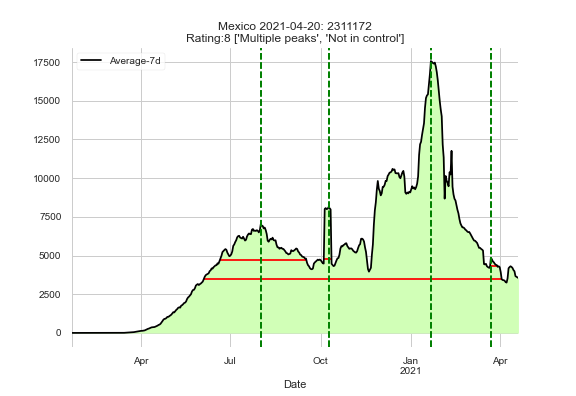 Mexico 2021-04-20: 2311172
Rating:8 ['Multiple peaks', 'Not in control']
Average-7d
17500
15000
12500
10000
7500
5000
2500
0
Apr
Jul
Oct
Jan
2021
Apr
Date